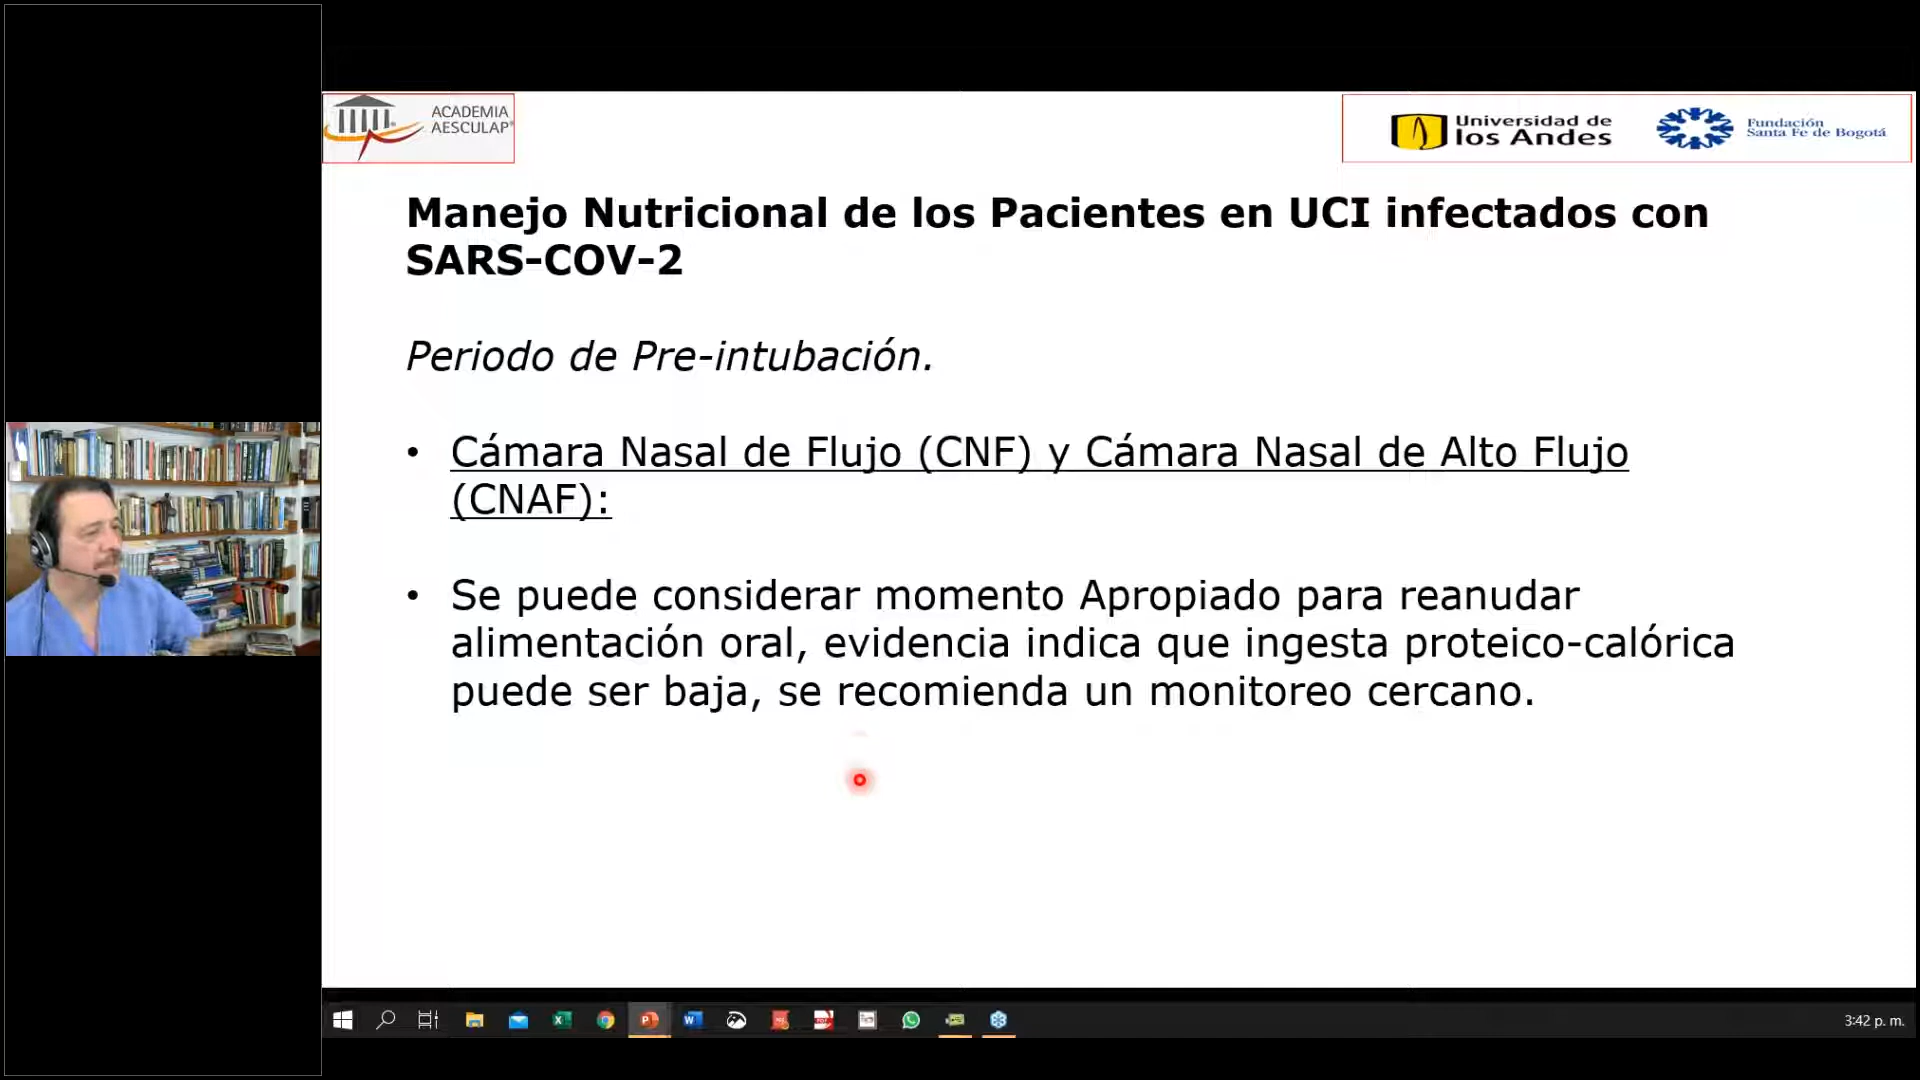 ACADEMIA
AESCULAP®
Universidad de
los Andes
Fundación
Santa Fe de Bogotá
Manejo Nutricional de los Pacientes en UCI infectados con
SARS-COV-2
Periodo de Pre-intubación.
• Cámara Nasal de Flujo (CNF) y Cámara Nasal de Alto Flujo
(CNAF):
• Se puede considerar momento Apropiado para reanudar
alimentación oral, evidencia indica que ingesta proteico-calórica
puede ser baja, se recomienda un monitoreo cercano.
3:42 p. m.